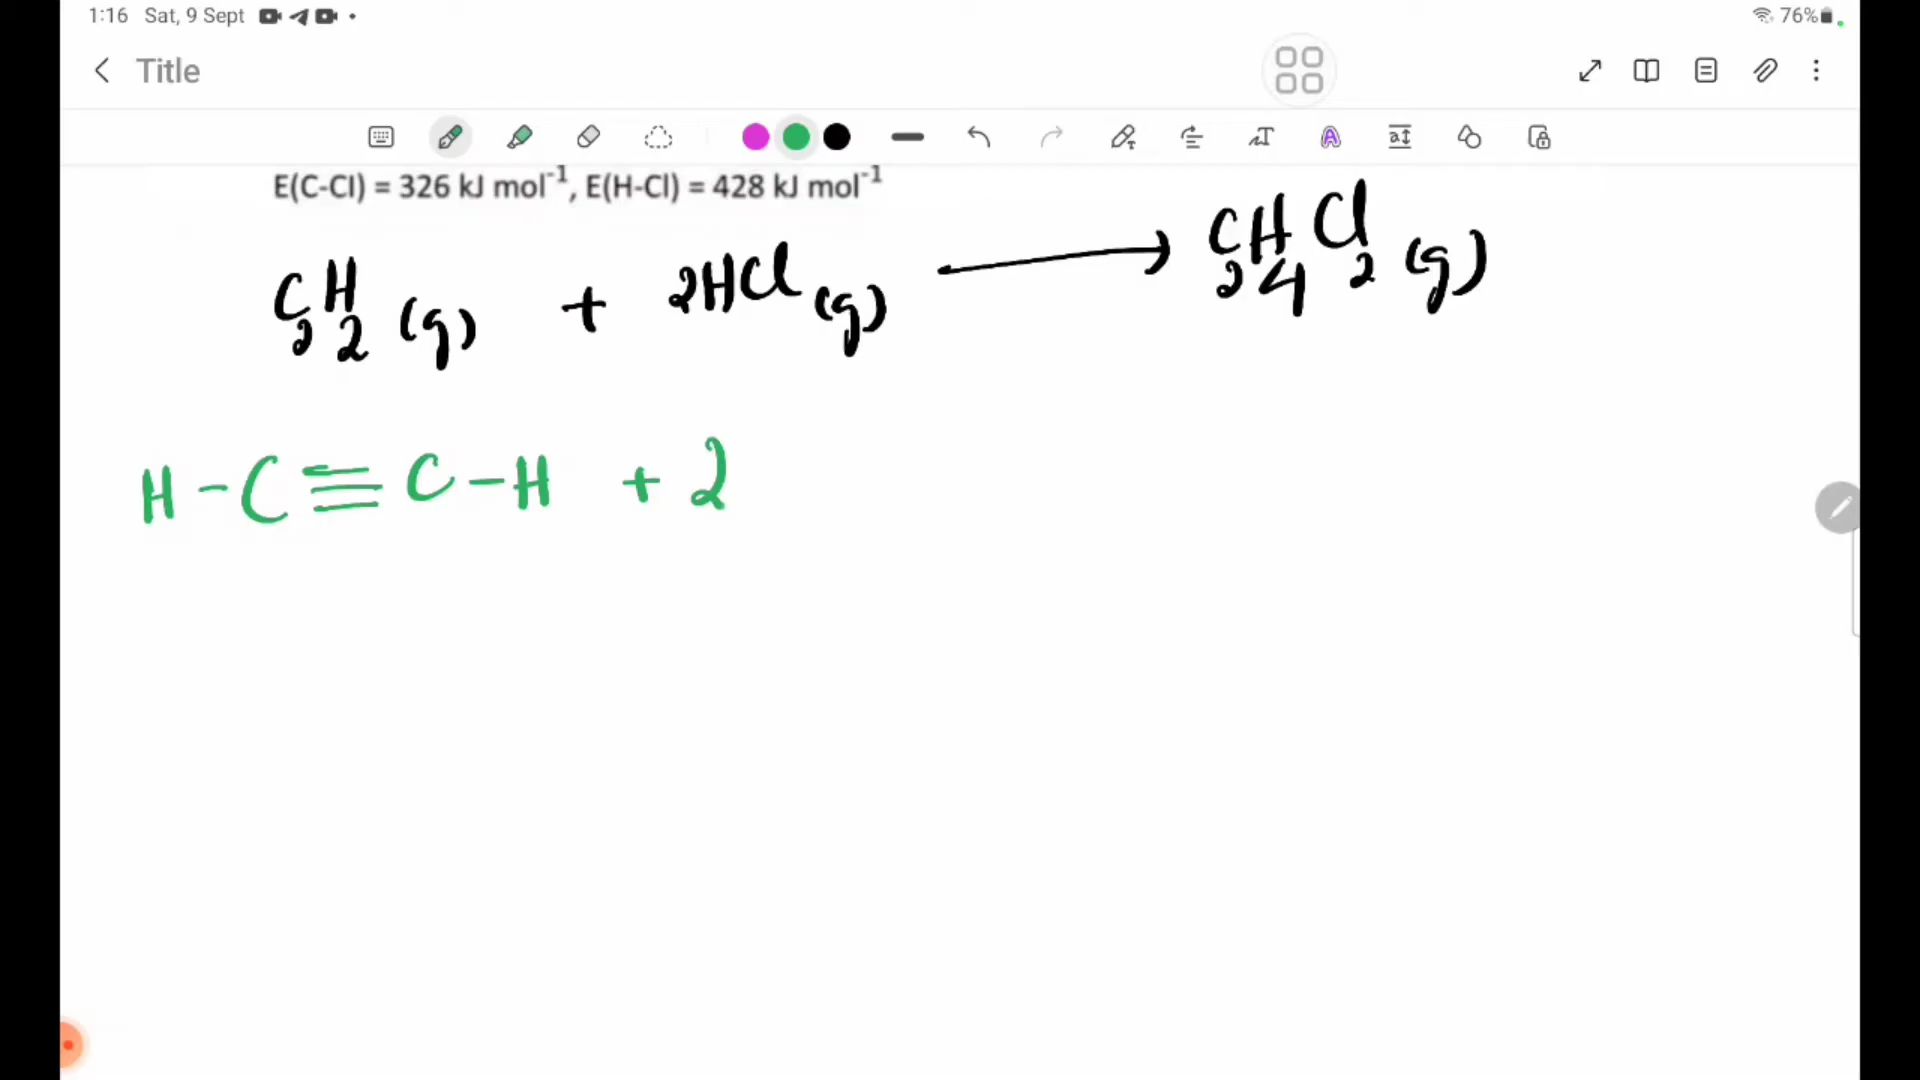 1:16 Sat, 9 Sept 76%
Title
E(C-Cl) = 326 kJ mol⁻¹, E(H-Cl) = 428 kJ mol⁻¹
C₂H₂ (g) + 2HCl (g) → C₂H₄Cl₂ (g)
H-C≡C-H + 2